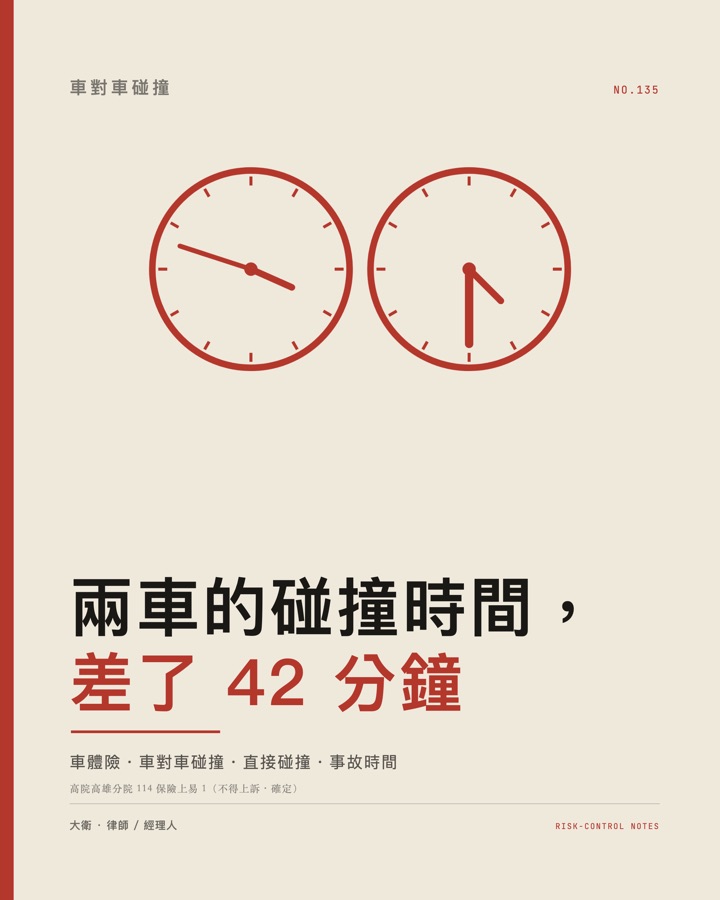 車對車碰撞
NO.135
兩車的碰撞時間，
差了 42 分鐘
車體險·車對車碰撞·直接碰撞·事故時間
高院高雄分院 114 保險上易 1（不得上訴·確定）
大衛 · 律師 / 經理人
RISK-CONTROL NOTES